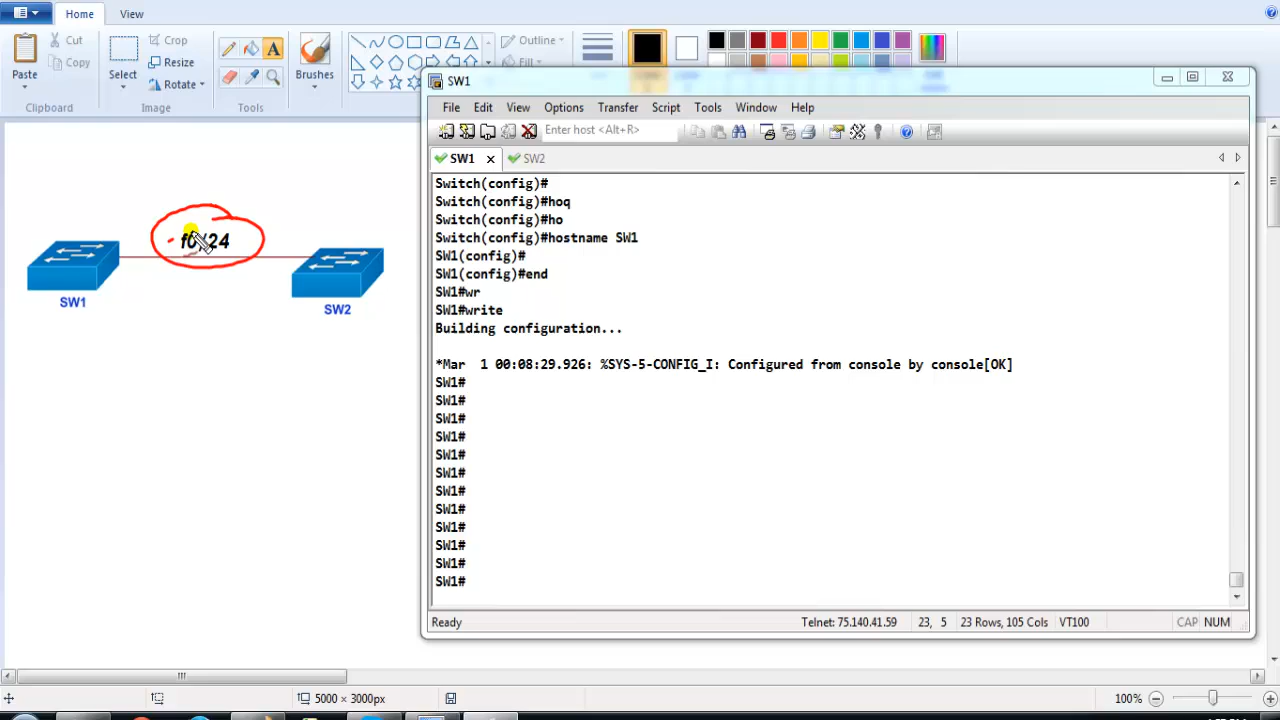 Home
View
Cut
Copy
Paste
Clipboard
Select
Crop
Resize
Rotate
Image
A
Tools
Brushes
Outline
Fill
SW1
File Edit View Options Transfer Script Tools Window Help
Enter host <Alt+R>
SW1
SW2
Switch(config)#
Switch(config)#hoq
Switch(config)#ho
Switch(config)#hostname SW1
SW1(config)#
SW1(config)#end
SW1#wr
SW1#write
Building configuration...
*Mar  1 00:08:29.926: %SYS-5-CONFIG_I: Configured from console by console[OK]
SW1#
SW1#
SW1#
SW1#
SW1#
SW1#
SW1#
SW1#
SW1#
SW1#
SW1#
SW1#
Ready
Telnet: 75.140.41.59
23, 5
23 Rows, 105 Cols
VT100
CAP NUM
f0/24
SW1
SW2
5000 × 3000px
100%